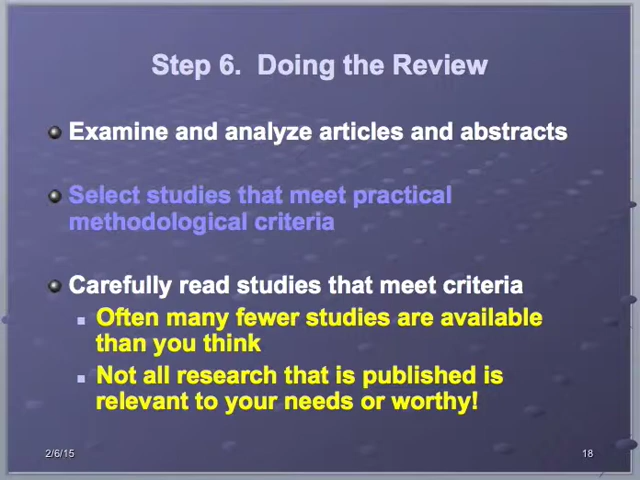 Step 6.  Doing the Review
Examine and analyze articles and abstracts
Select studies that meet practical
methodological criteria
Carefully read studies that meet criteria
Often many fewer studies are available
than you think
Not all research that is published is
relevant to your needs or worthy!
2/6/15
18